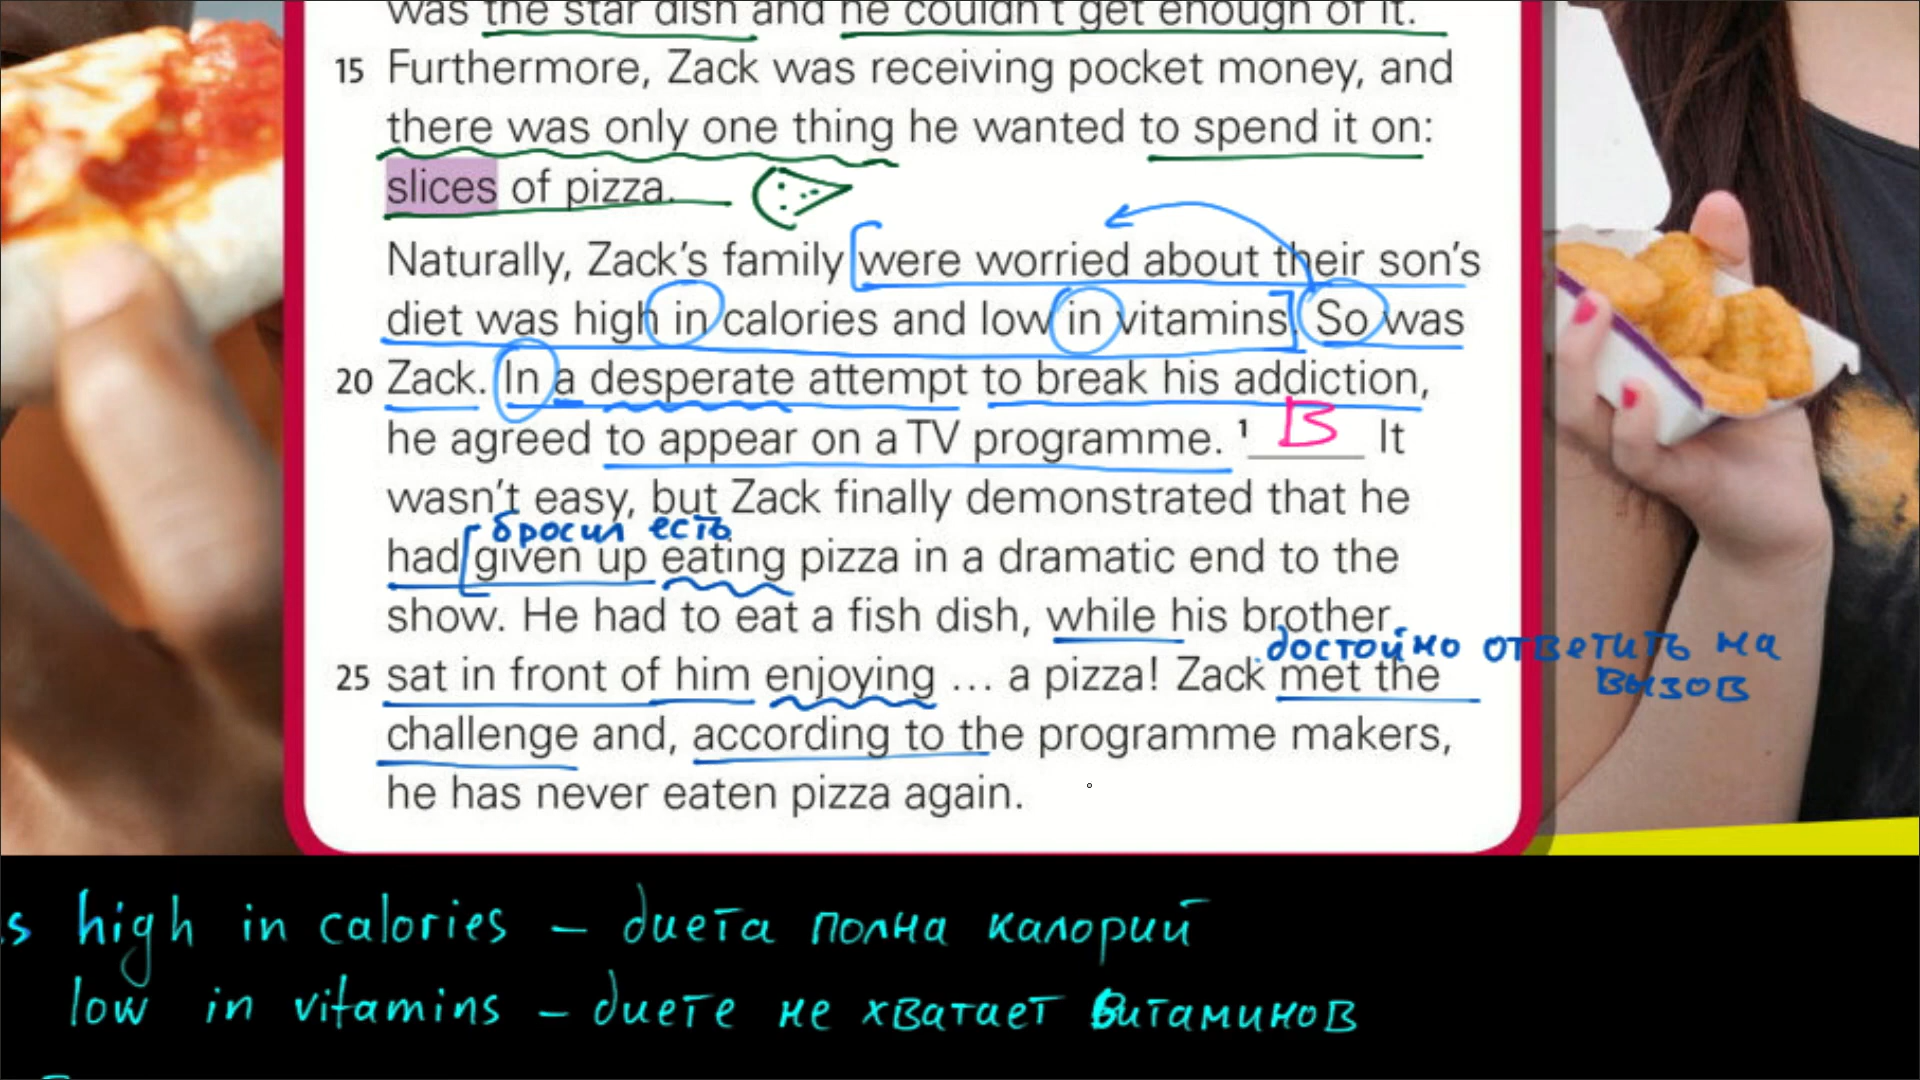 was the star dish and he couldn't get enough of it.
15 Furthermore, Zack was receiving pocket money, and
there was only one thing he wanted to spend it on:
slices of pizza.
Naturally, Zack's family were worried about their son's
diet was high in calories and low in vitamins. So was
20 Zack. In a desperate attempt to break his addiction,
he agreed to appear on a TV programme. 1 B It
wasn't easy, but Zack finally demonstrated that he
бросил есть
had given up eating pizza in a dramatic end to the
show. He had to eat a fish dish, while his brother
достойно ответить на
вызов
25 sat in front of him enjoying … a pizza! Zack met the
challenge and, according to the programme makers,
he has never eaten pizza again.
s high in calories – диета полна калорий
low in vitamins – диете не хватает витаминов